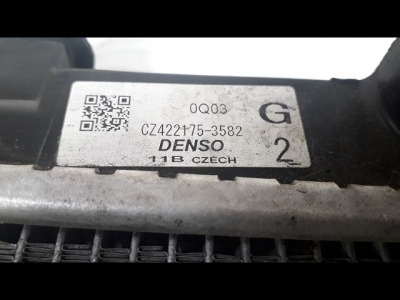 0Q03 G
CZ422175-3582
DENSO
11B CZECH 2